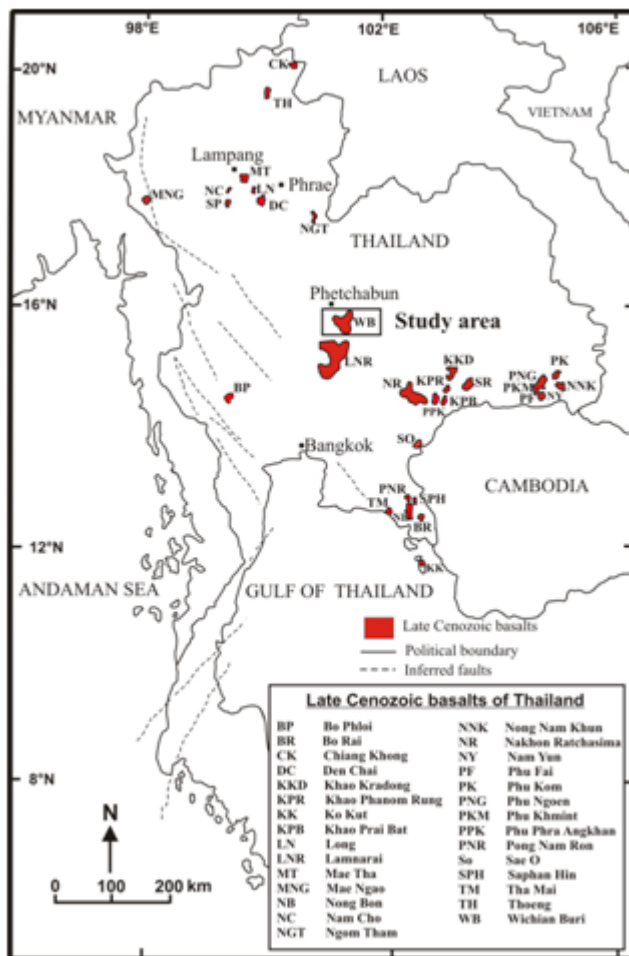 98°E 102°E 106°E
20°N
CK
LAOS
TH
MYANMAR
VIETNAM
Lampang
MT
NC
LN
Phrae
MNG
SP
DC
NGT
THAILAND
16°N
Phetchabun
WB
Study area
LNR
KKD
PK
BP
NR
KPR
SR
PNG
PKM
NNK
PPK
KPB
PF
NY
Bangkok
SO
PNR
SPH
CAMBODIA
TM
NB
BR
12°N
KK
ANDAMAN SEA
GULF OF THAILAND
Late Cenozoic basalts
Political boundary
Inferred faults
Late Cenozoic basalts of Thailand
BP Bo Phloi
BR Bo Rai
CK Chiang Khong
DC Den Chai
KKD Khao Kradong
KPR Khao Phanom Rung
KK Ko Kut
KPB Khao Prai Bat
LN Long
LNR Lamnarai
MT Mae Tha
MNG Mae Ngao
NB Nong Bon
NC Nam Cho
NGT Ngom Tham
NNK Nong Nam Khun
NR Nakhon Ratchasima
NY Nam Yun
PF Phu Fai
PK Phu Kom
PNG Phu Ngoen
PKM Phu Khmint
PPK Phu Phra Angkhan
PNR Pong Nam Ron
So Sae O
SPH Saphan Hin
TM Tha Mai
TH Thoeng
WB Wichian Buri
8°N
N
0 100 200 km